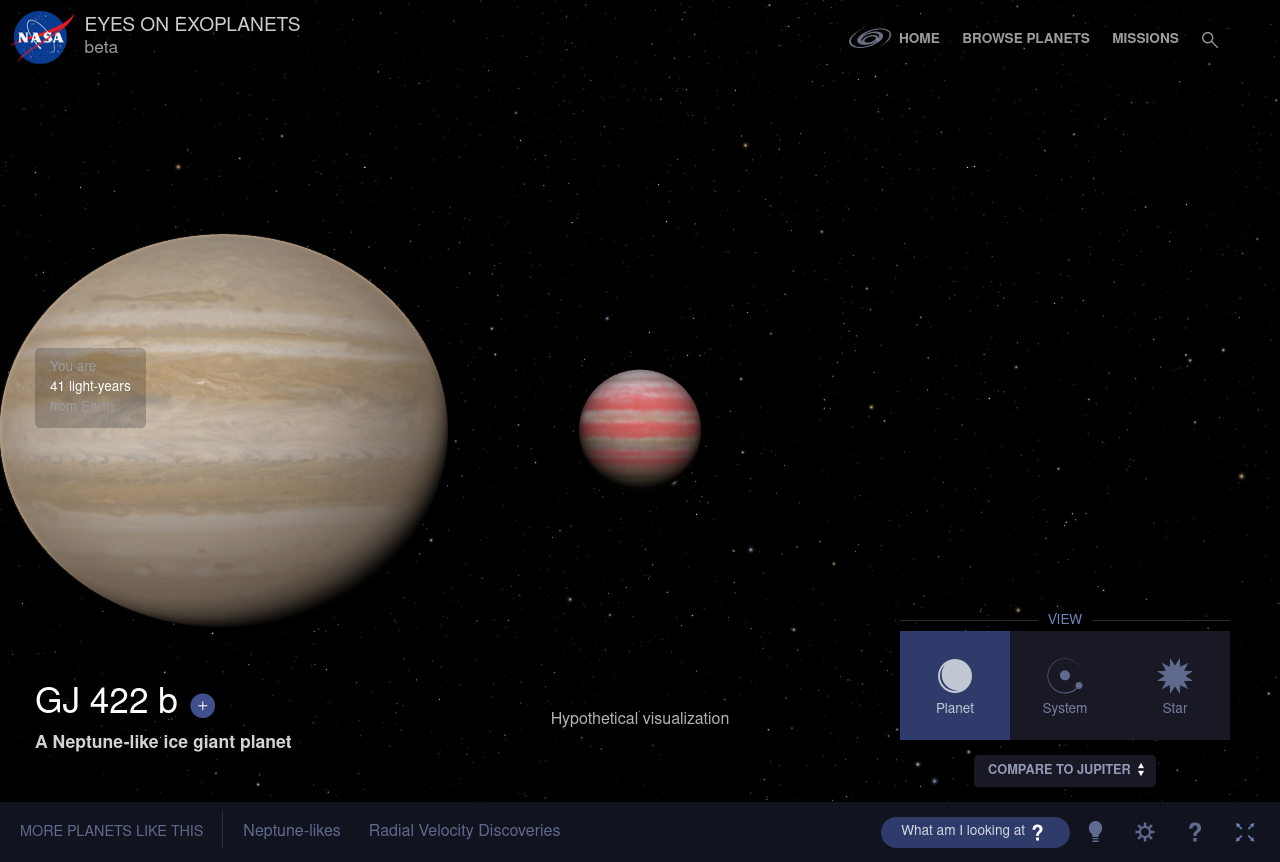 NASA
EYES ON EXOPLANETS
beta
HOME
BROWSE PLANETS
MISSIONS
You are
41 light-years
from Earth
GJ 422 b
+
A Neptune-like ice giant planet
Hypothetical visualization
VIEW
Planet
System
Star
COMPARE TO JUPITER
MORE PLANETS LIKE THIS
Neptune-likes
Radial Velocity Discoveries
What am I looking at ?
?